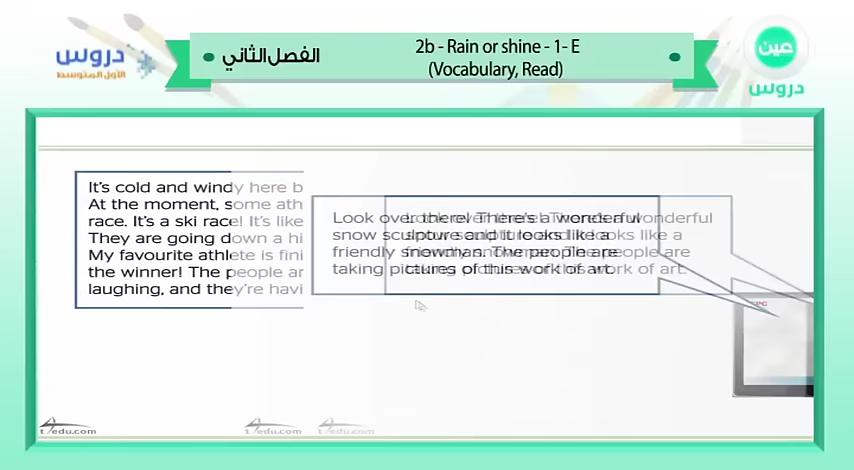 دروس
الأول المتوسط
الفصل الثاني
2b - Rain or shine - 1- E
(Vocabulary, Read)
عين
دروس
It's cold and windy here b
At the moment, some ath
race. It's a ski race! It's like
They are going down a hi
My favourite athlete is fini
the winner! The people ar
laughing, and they're havi
Look over there! There's a wonderful
snow sculpture and it looks like a
friendly snowman. The people are
taking pictures of this work of art.
t4edu.com
t4edu.com
t4edu.com